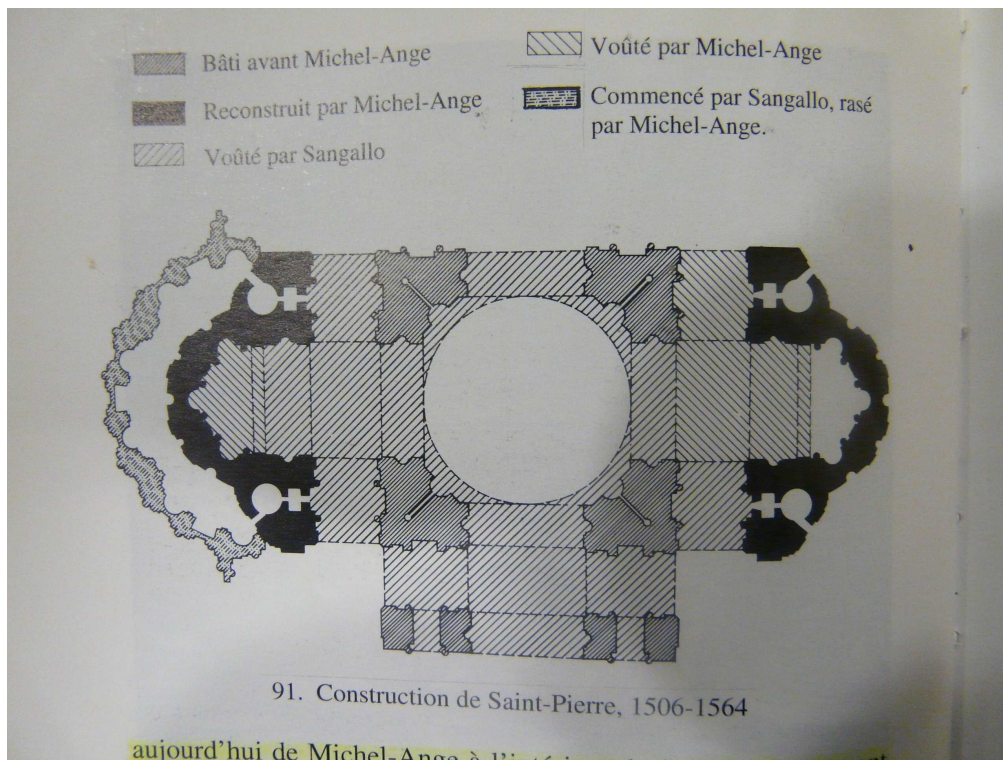 Bâti avant Michel-Ange
Reconstruit par Michel-Ange
Voûté par Sangallo
Voûté par Michel-Ange
Commencé par Sangallo, rasé
par Michel-Ange.
91. Construction de Saint-Pierre, 1506-1564
aujourd'hui de Michel-Ange à